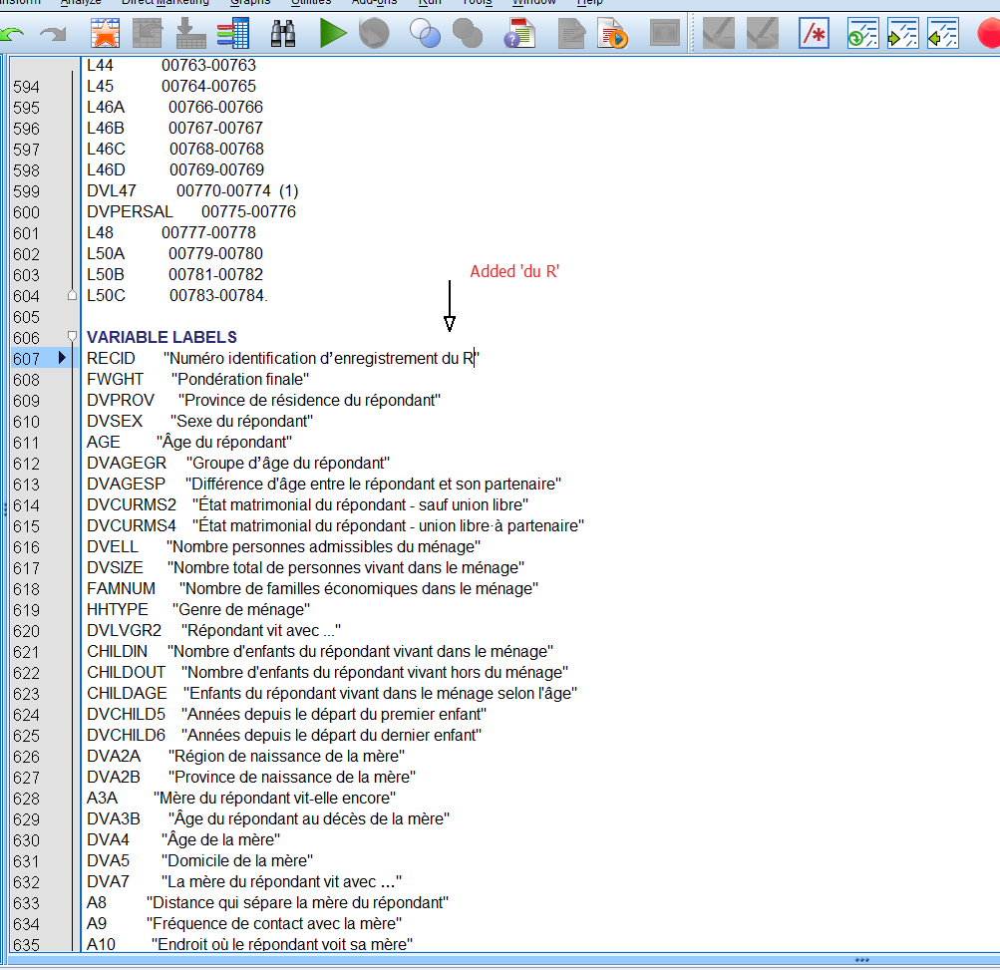 Transform Analyze Direct Marketing Graphs Utilities Add-ons Run Tools Window Help
L44 00763-00763
594 L45 00764-00765
595 L46A 00766-00766
596 L46B 00767-00767
597 L46C 00768-00768
598 L46D 00769-00769
599 DVL47 00770-00774 (1)
600 DVPERSAL 00775-00776
601 L48 00777-00778
602 L50A 00779-00780
603 L50B 00781-00782
Added 'du R'
604 L50C 00783-00784.
605
606 VARIABLE LABELS
607 RECID "Numéro identification d’enregistrement du R"
608 FWGHT "Pondération finale"
609 DVPROV "Province de résidence du répondant"
610 DVSEX "Sexe du répondant"
611 AGE "Âge du répondant"
612 DVAGEGR "Groupe d’âge du répondant"
613 DVAGESP "Différence d'âge entre le répondant et son partenaire"
614 DVCURMS2 "État matrimonial du répondant - sauf union libre"
615 DVCURMS4 "État matrimonial du répondant - union libre·à partenaire"
616 DVELL "Nombre personnes admissibles du ménage"
617 DVSIZE "Nombre total de personnes vivant dans le ménage"
618 FAMNUM "Nombre de familles économiques dans le ménage"
619 HHTYPE "Genre de ménage"
620 DVLVGR2 "Répondant vit avec ..."
621 CHILDIN "Nombre d'enfants du répondant vivant dans le ménage"
622 CHILDOUT "Nombre d'enfants du répondant vivant hors du ménage"
623 CHILDAGE "Enfants du répondant vivant dans le ménage selon l'âge"
624 DVCHILD5 "Années depuis le départ du premier enfant"
625 DVCHILD6 "Années depuis le départ du dernier enfant"
626 DVA2A "Région de naissance de la mère"
627 DVA2B "Province de naissance de la mère"
628 A3A "Mère du répondant vit-elle encore"
629 DVA3B "Âge du répondant au décès de la mère"
630 DVA4 "Âge de la mère"
631 DVA5 "Domicile de la mère"
632 DVA7 "La mère du répondant vit avec …"
633 A8 "Distance qui sépare la mère du répondant"
634 A9 "Fréquence de contact avec la mère"
635 A10 "Endroit où le répondant voit sa mère"